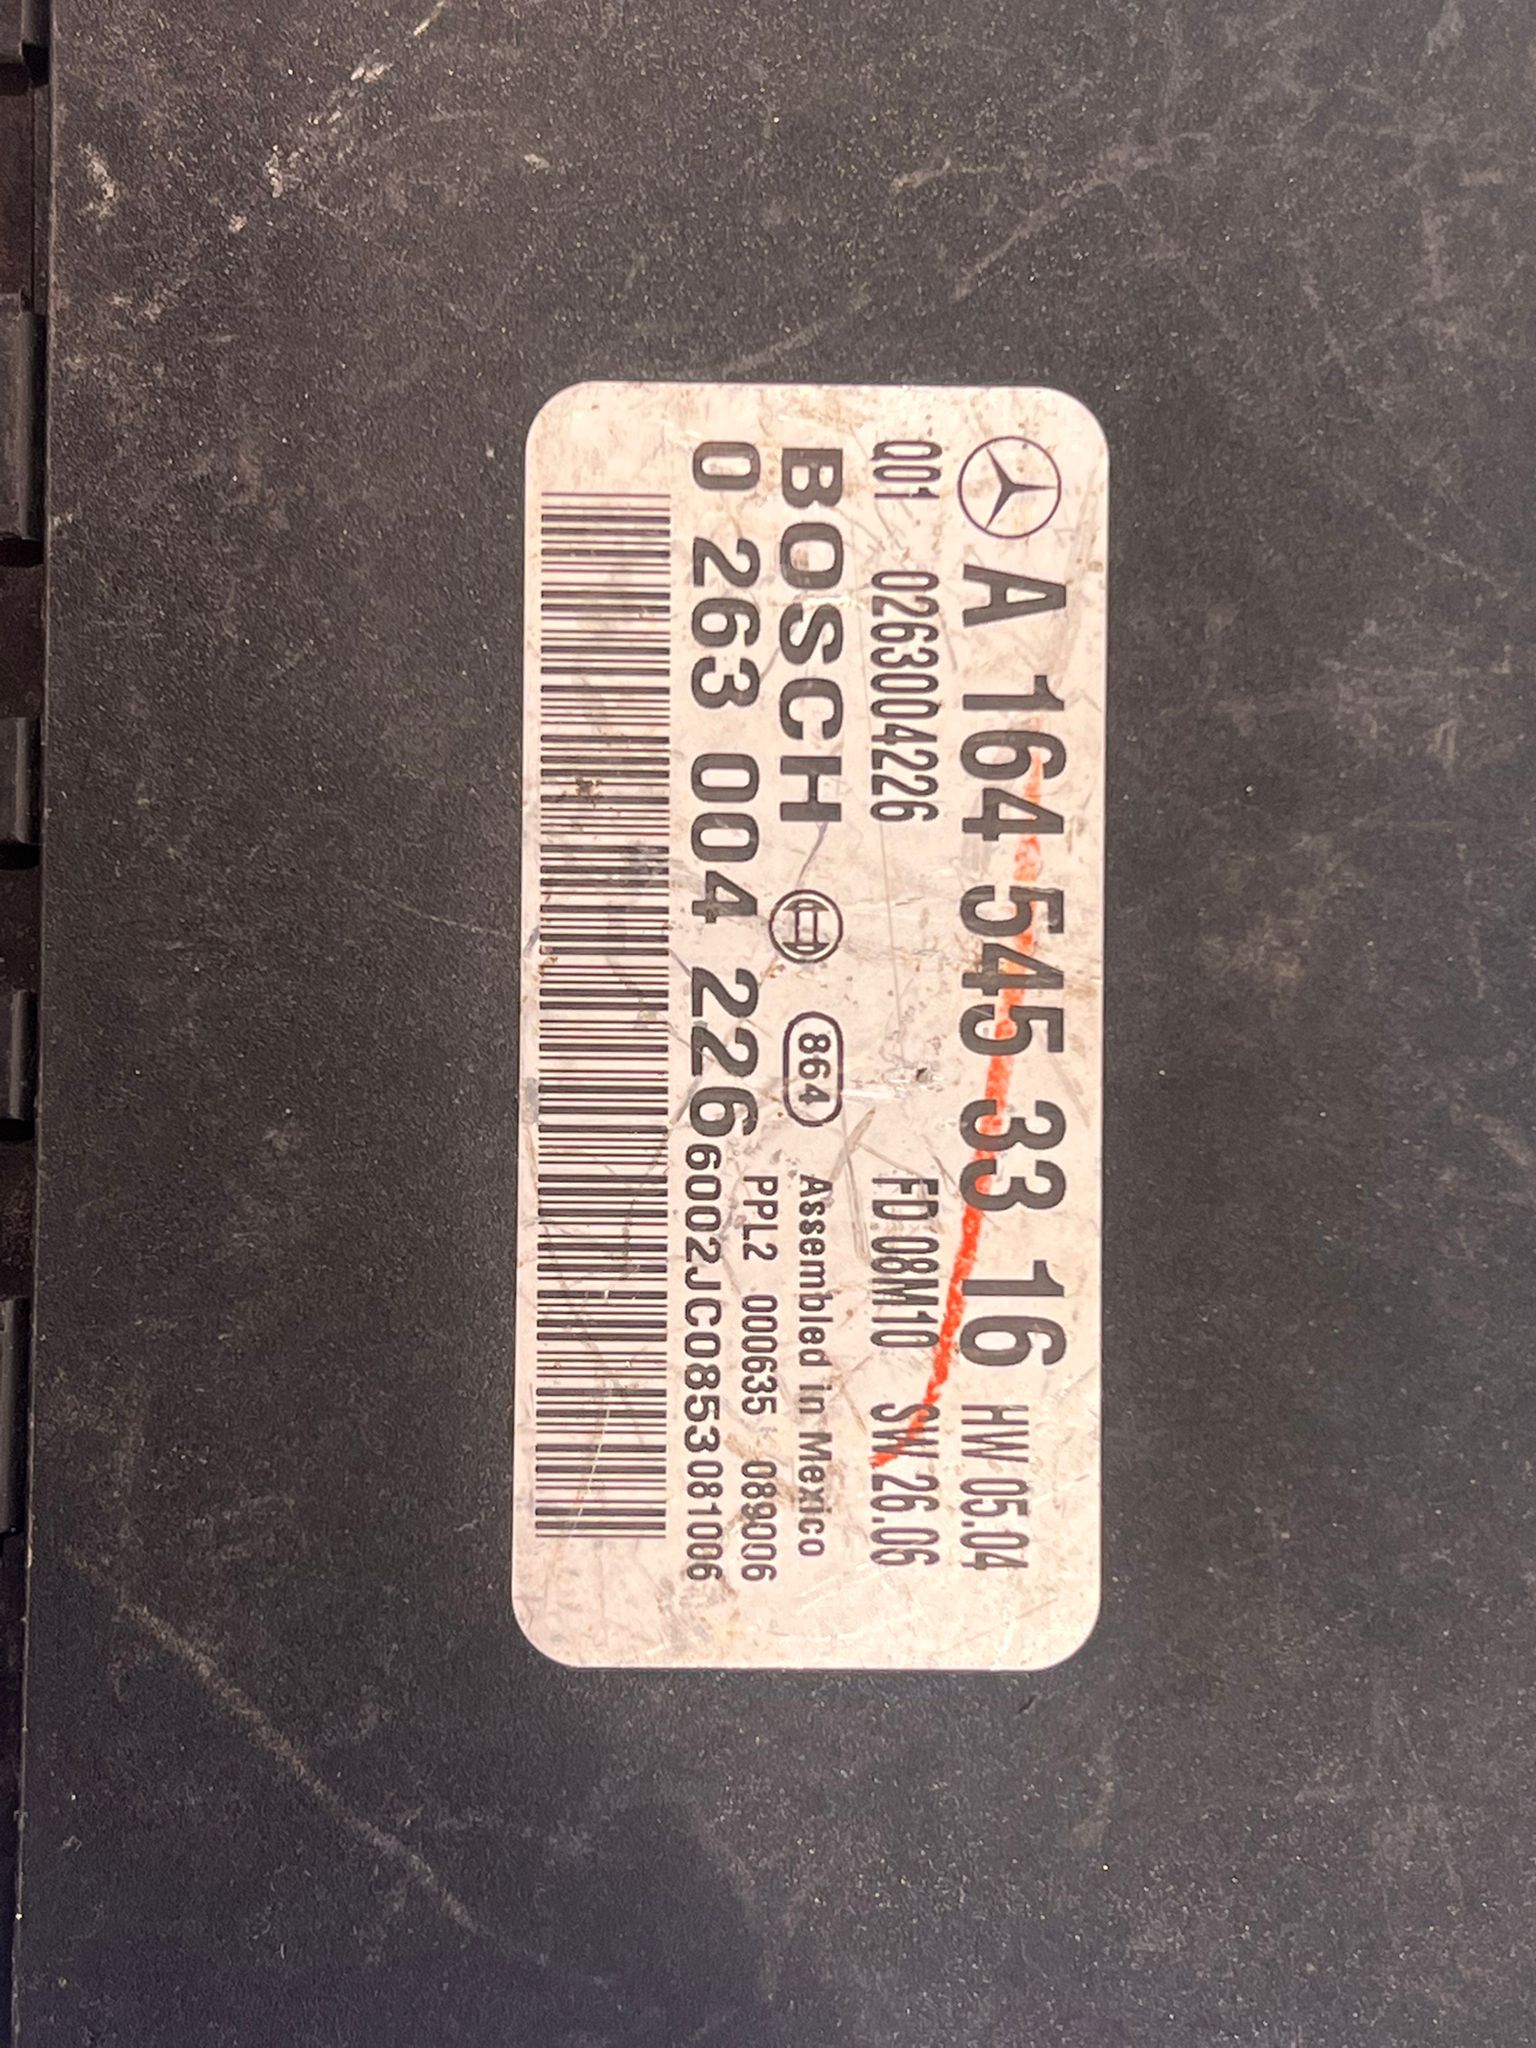 A 164 545 33 16 HW 05.04
Q01 0263004226 FD 08M10 SW 26.06
BOSCH 864 Assembled in Mexico
PPL2 000635 089006
0 263 004 226 6002JC0853081006